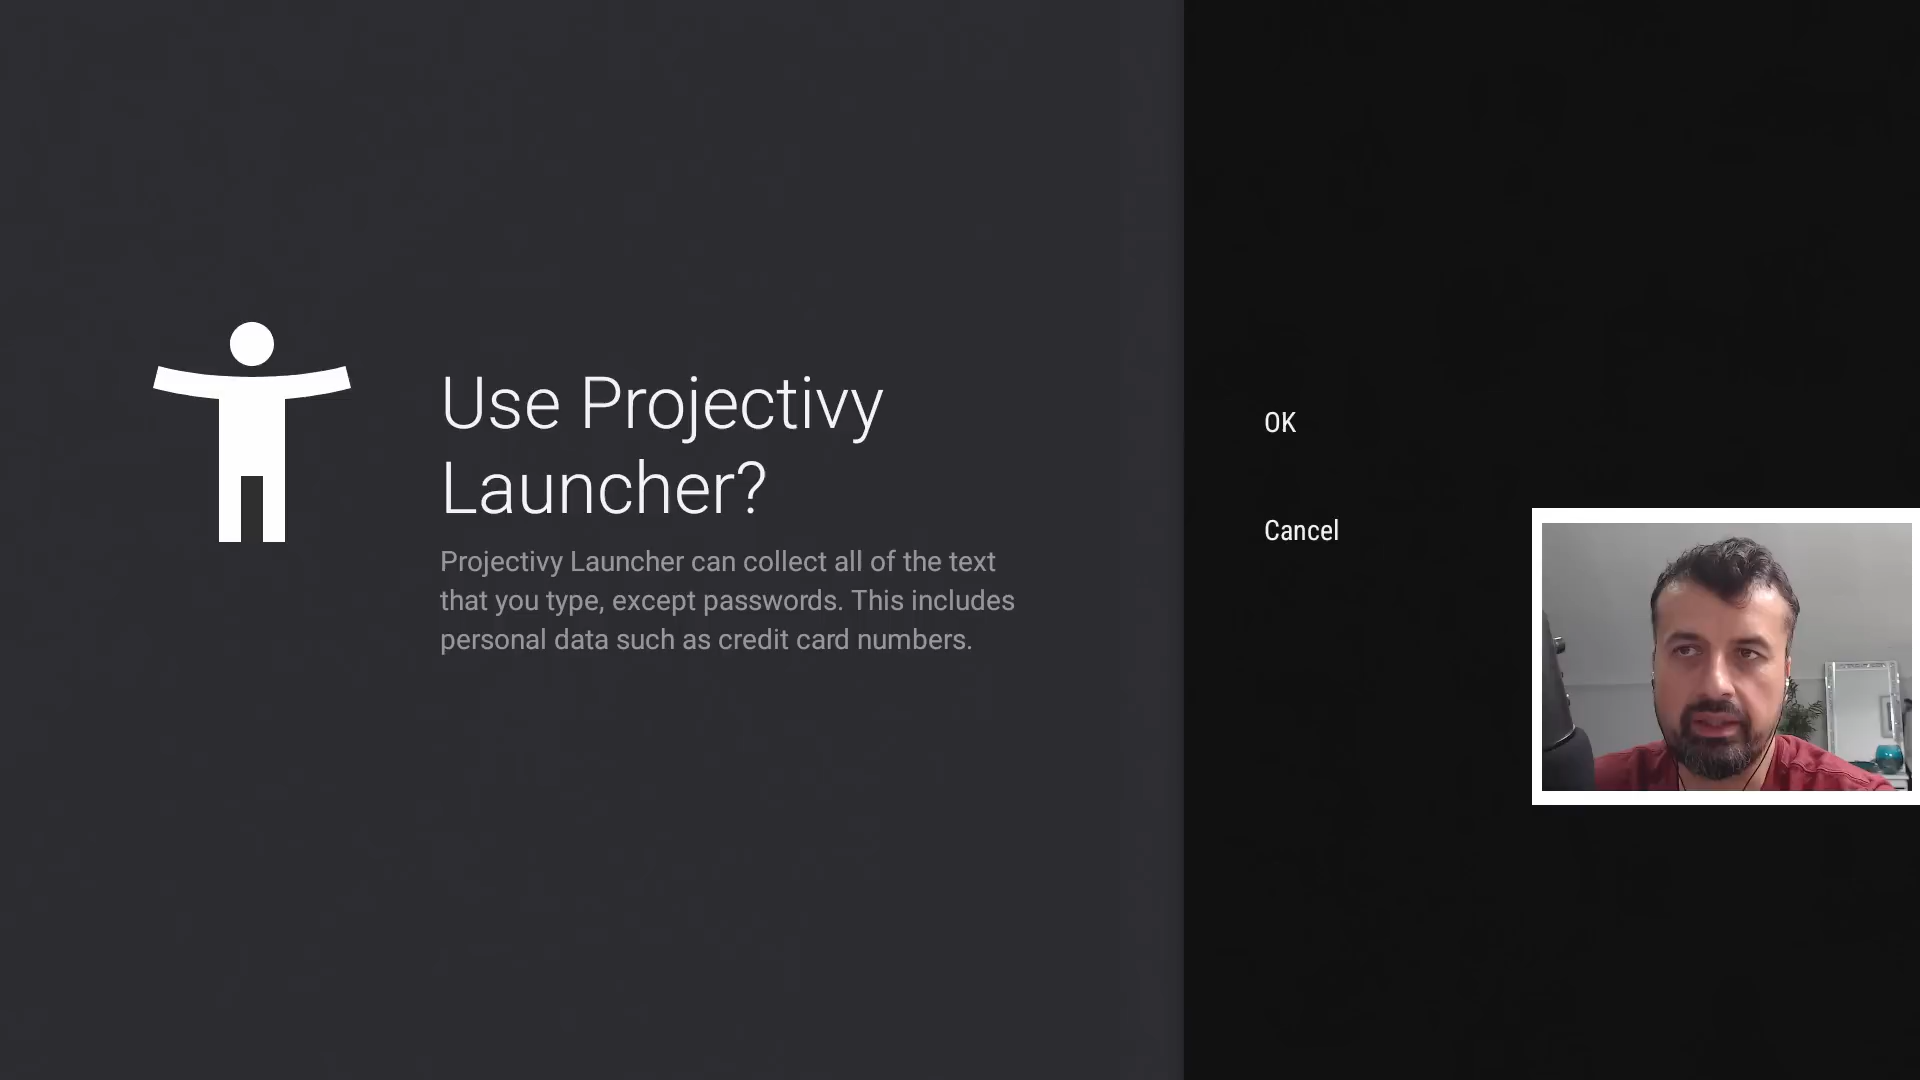 Use Projectivy
Launcher?
Projectivy Launcher can collect all of the text
that you type, except passwords. This includes
personal data such as credit card numbers.
OK
Cancel